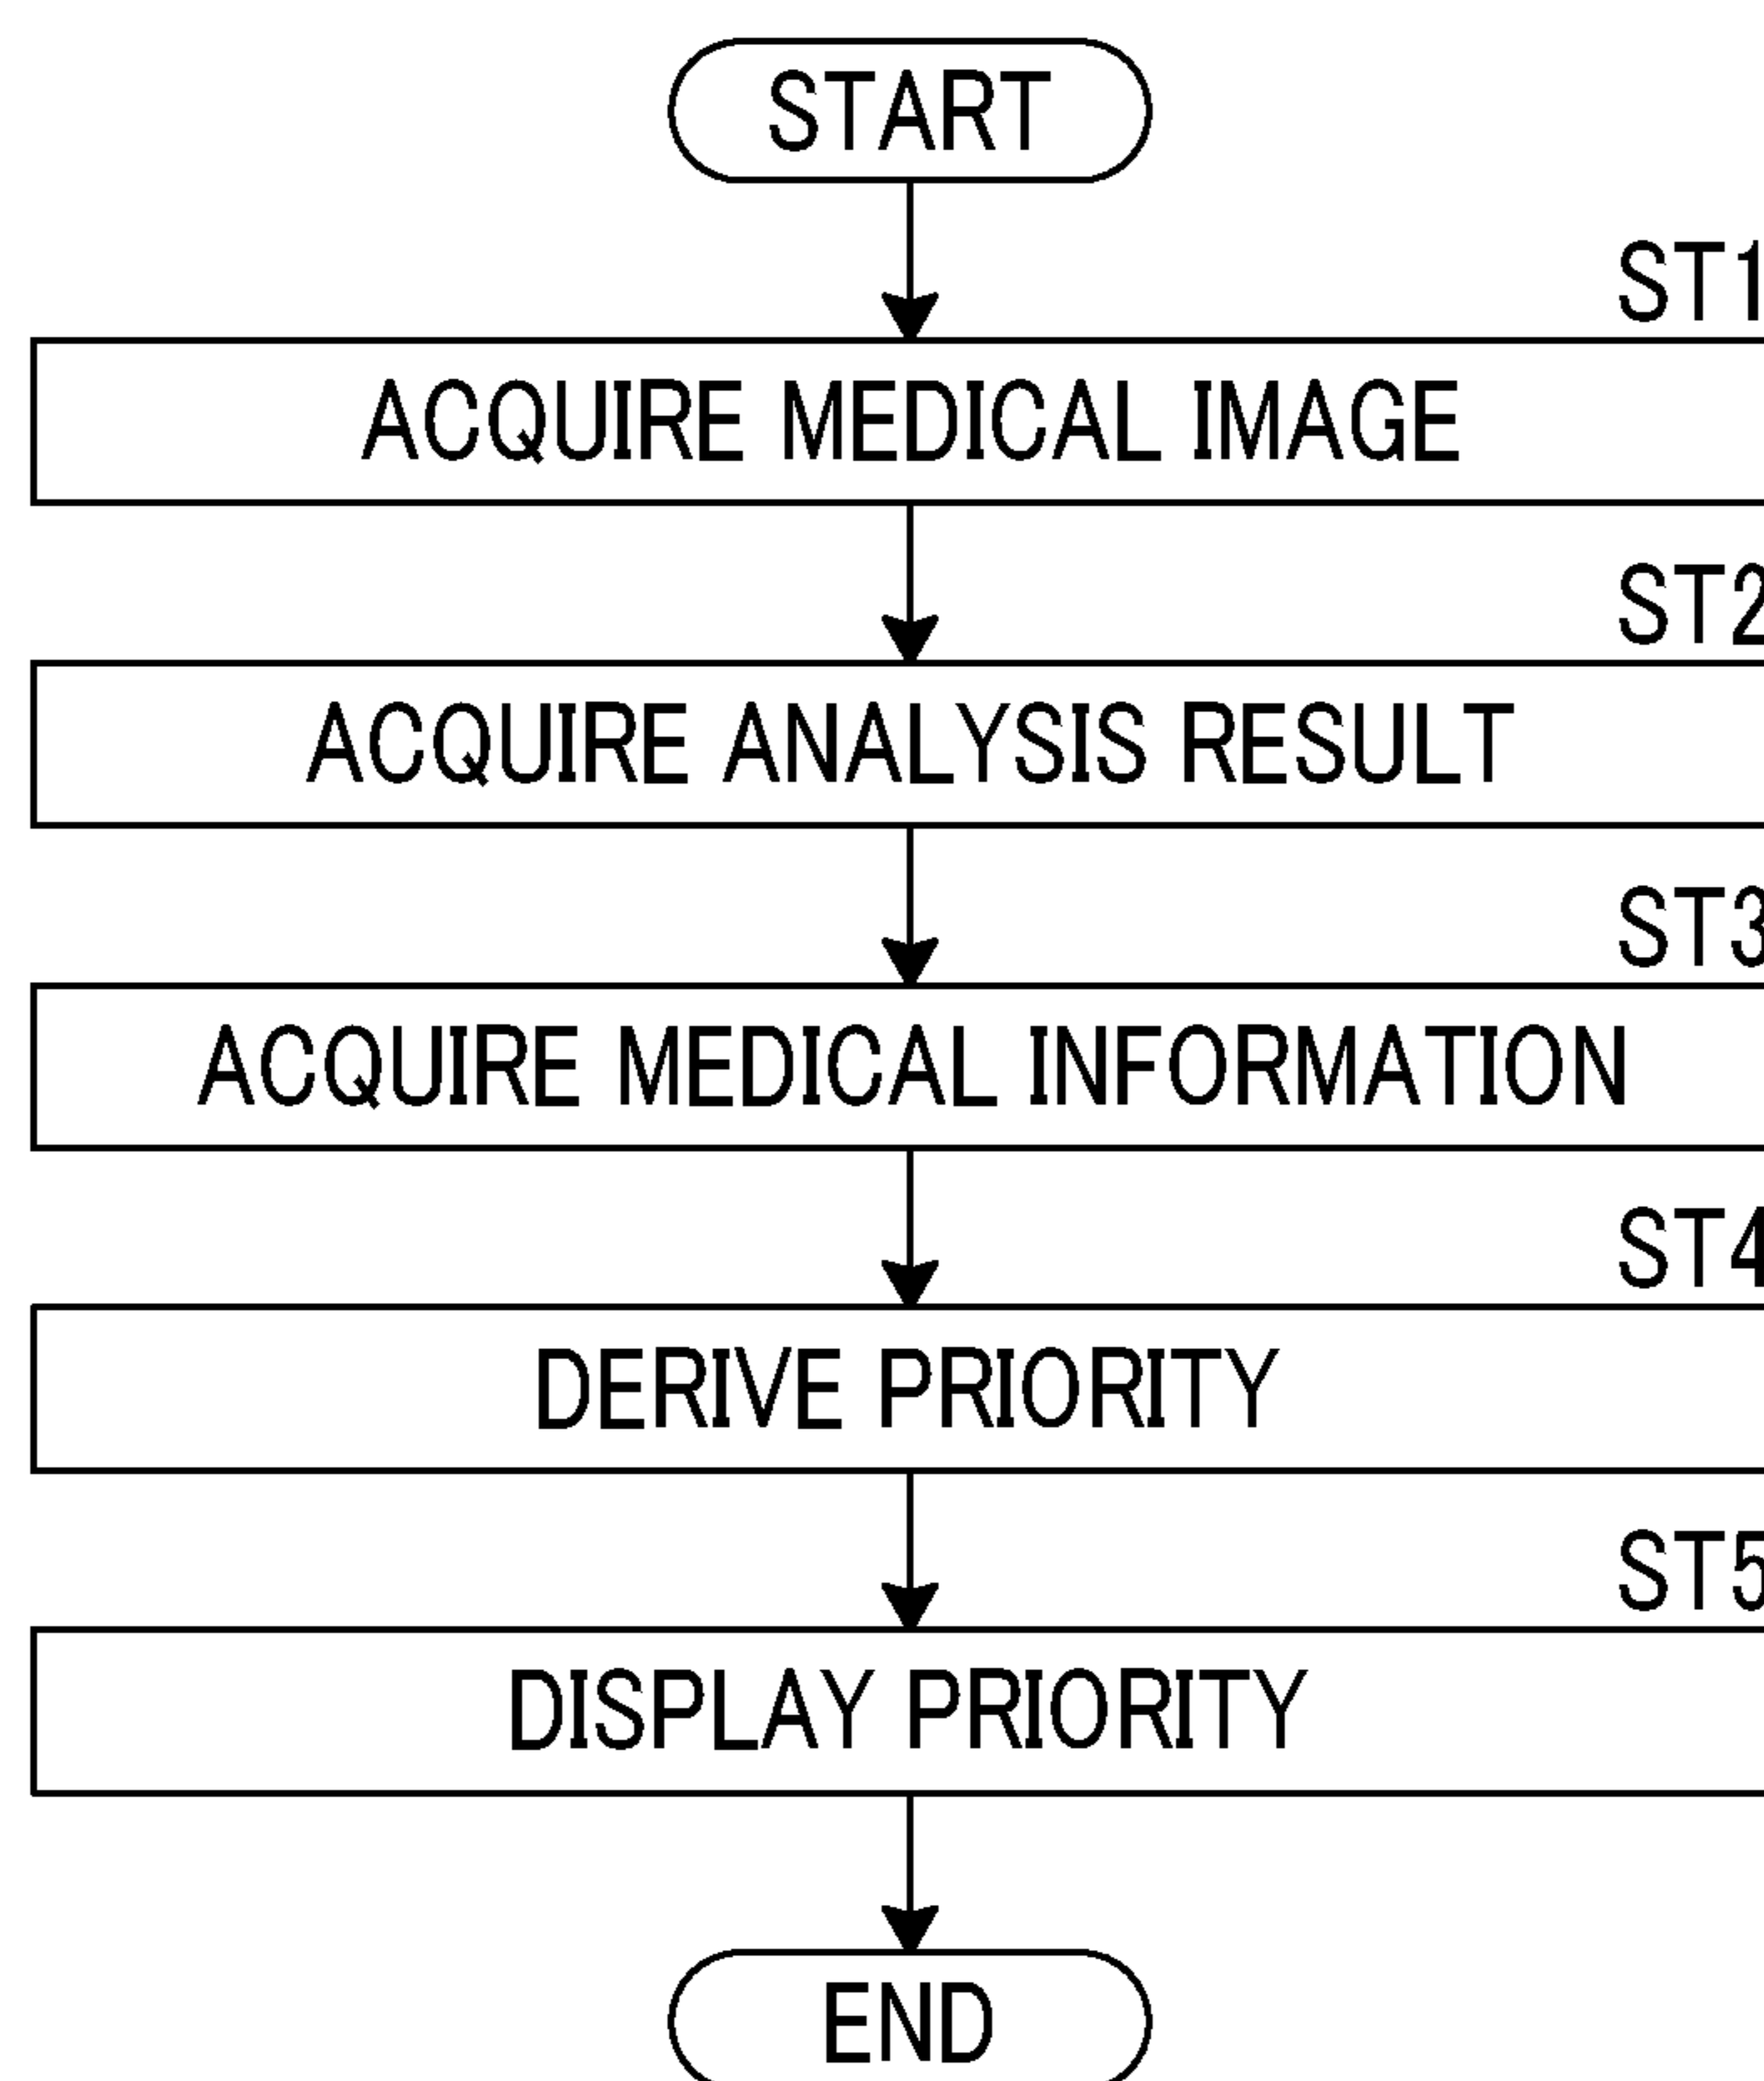 START
ST1
ACQUIRE MEDICAL IMAGE
ST2
ACQUIRE ANALYSIS RESULT
ST3
ACQUIRE MEDICAL INFORMATION
ST4
DERIVE PRIORITY
ST5
DISPLAY PRIORITY
END